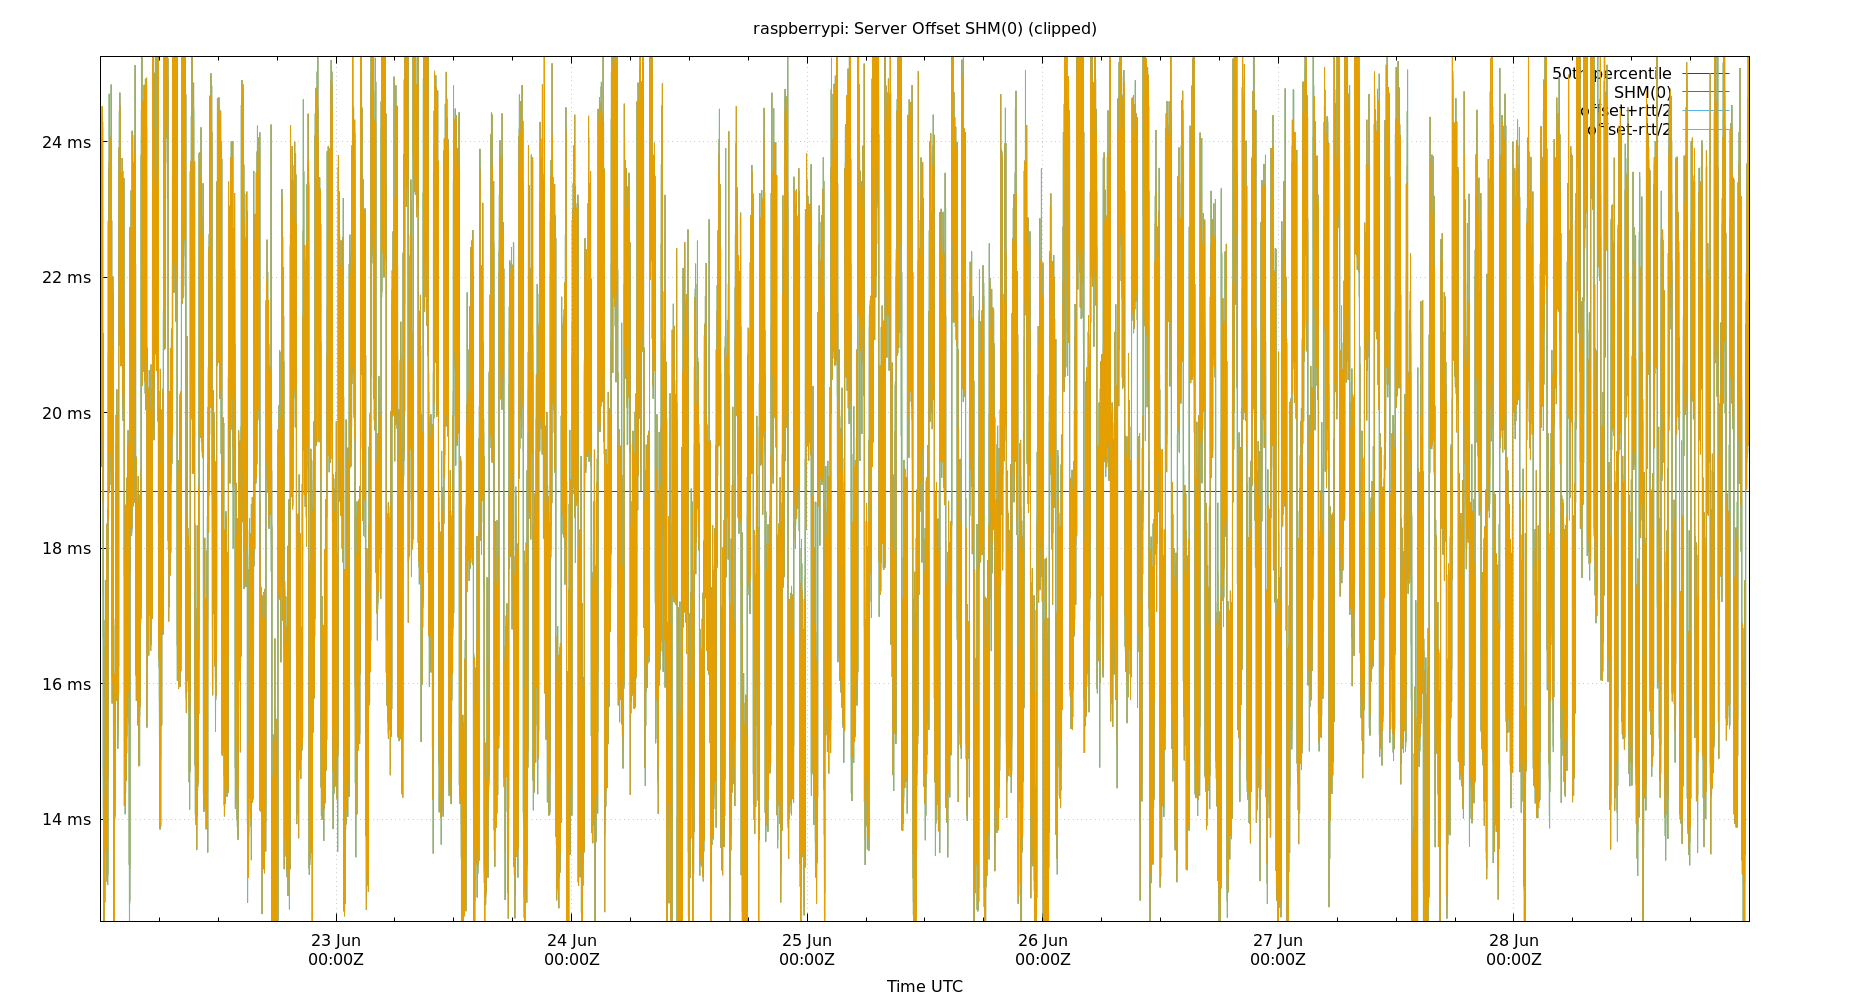 raspberrypi: Server Offset SHM(0) (clipped)
50th percentile
SHM(0)
offset+rtt/2
offset-rtt/2
24 ms
22 ms
20 ms
18 ms
16 ms
14 ms
23 Jun
00:00Z
24 Jun
00:00Z
25 Jun
00:00Z
26 Jun
00:00Z
27 Jun
00:00Z
28 Jun
00:00Z
Time UTC